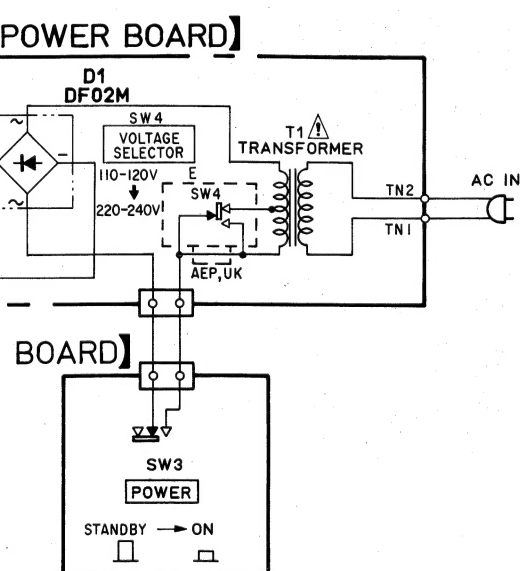 POWER BOARD】
D1
DF02M
SW4
VOLTAGE
SELECTOR
110-120V
220-240V
E
SW4
AEP,UK
T1
TRANSFORMER
TN2
TN1
AC IN
BOARD】
SW3
POWER
STANDBY → ON